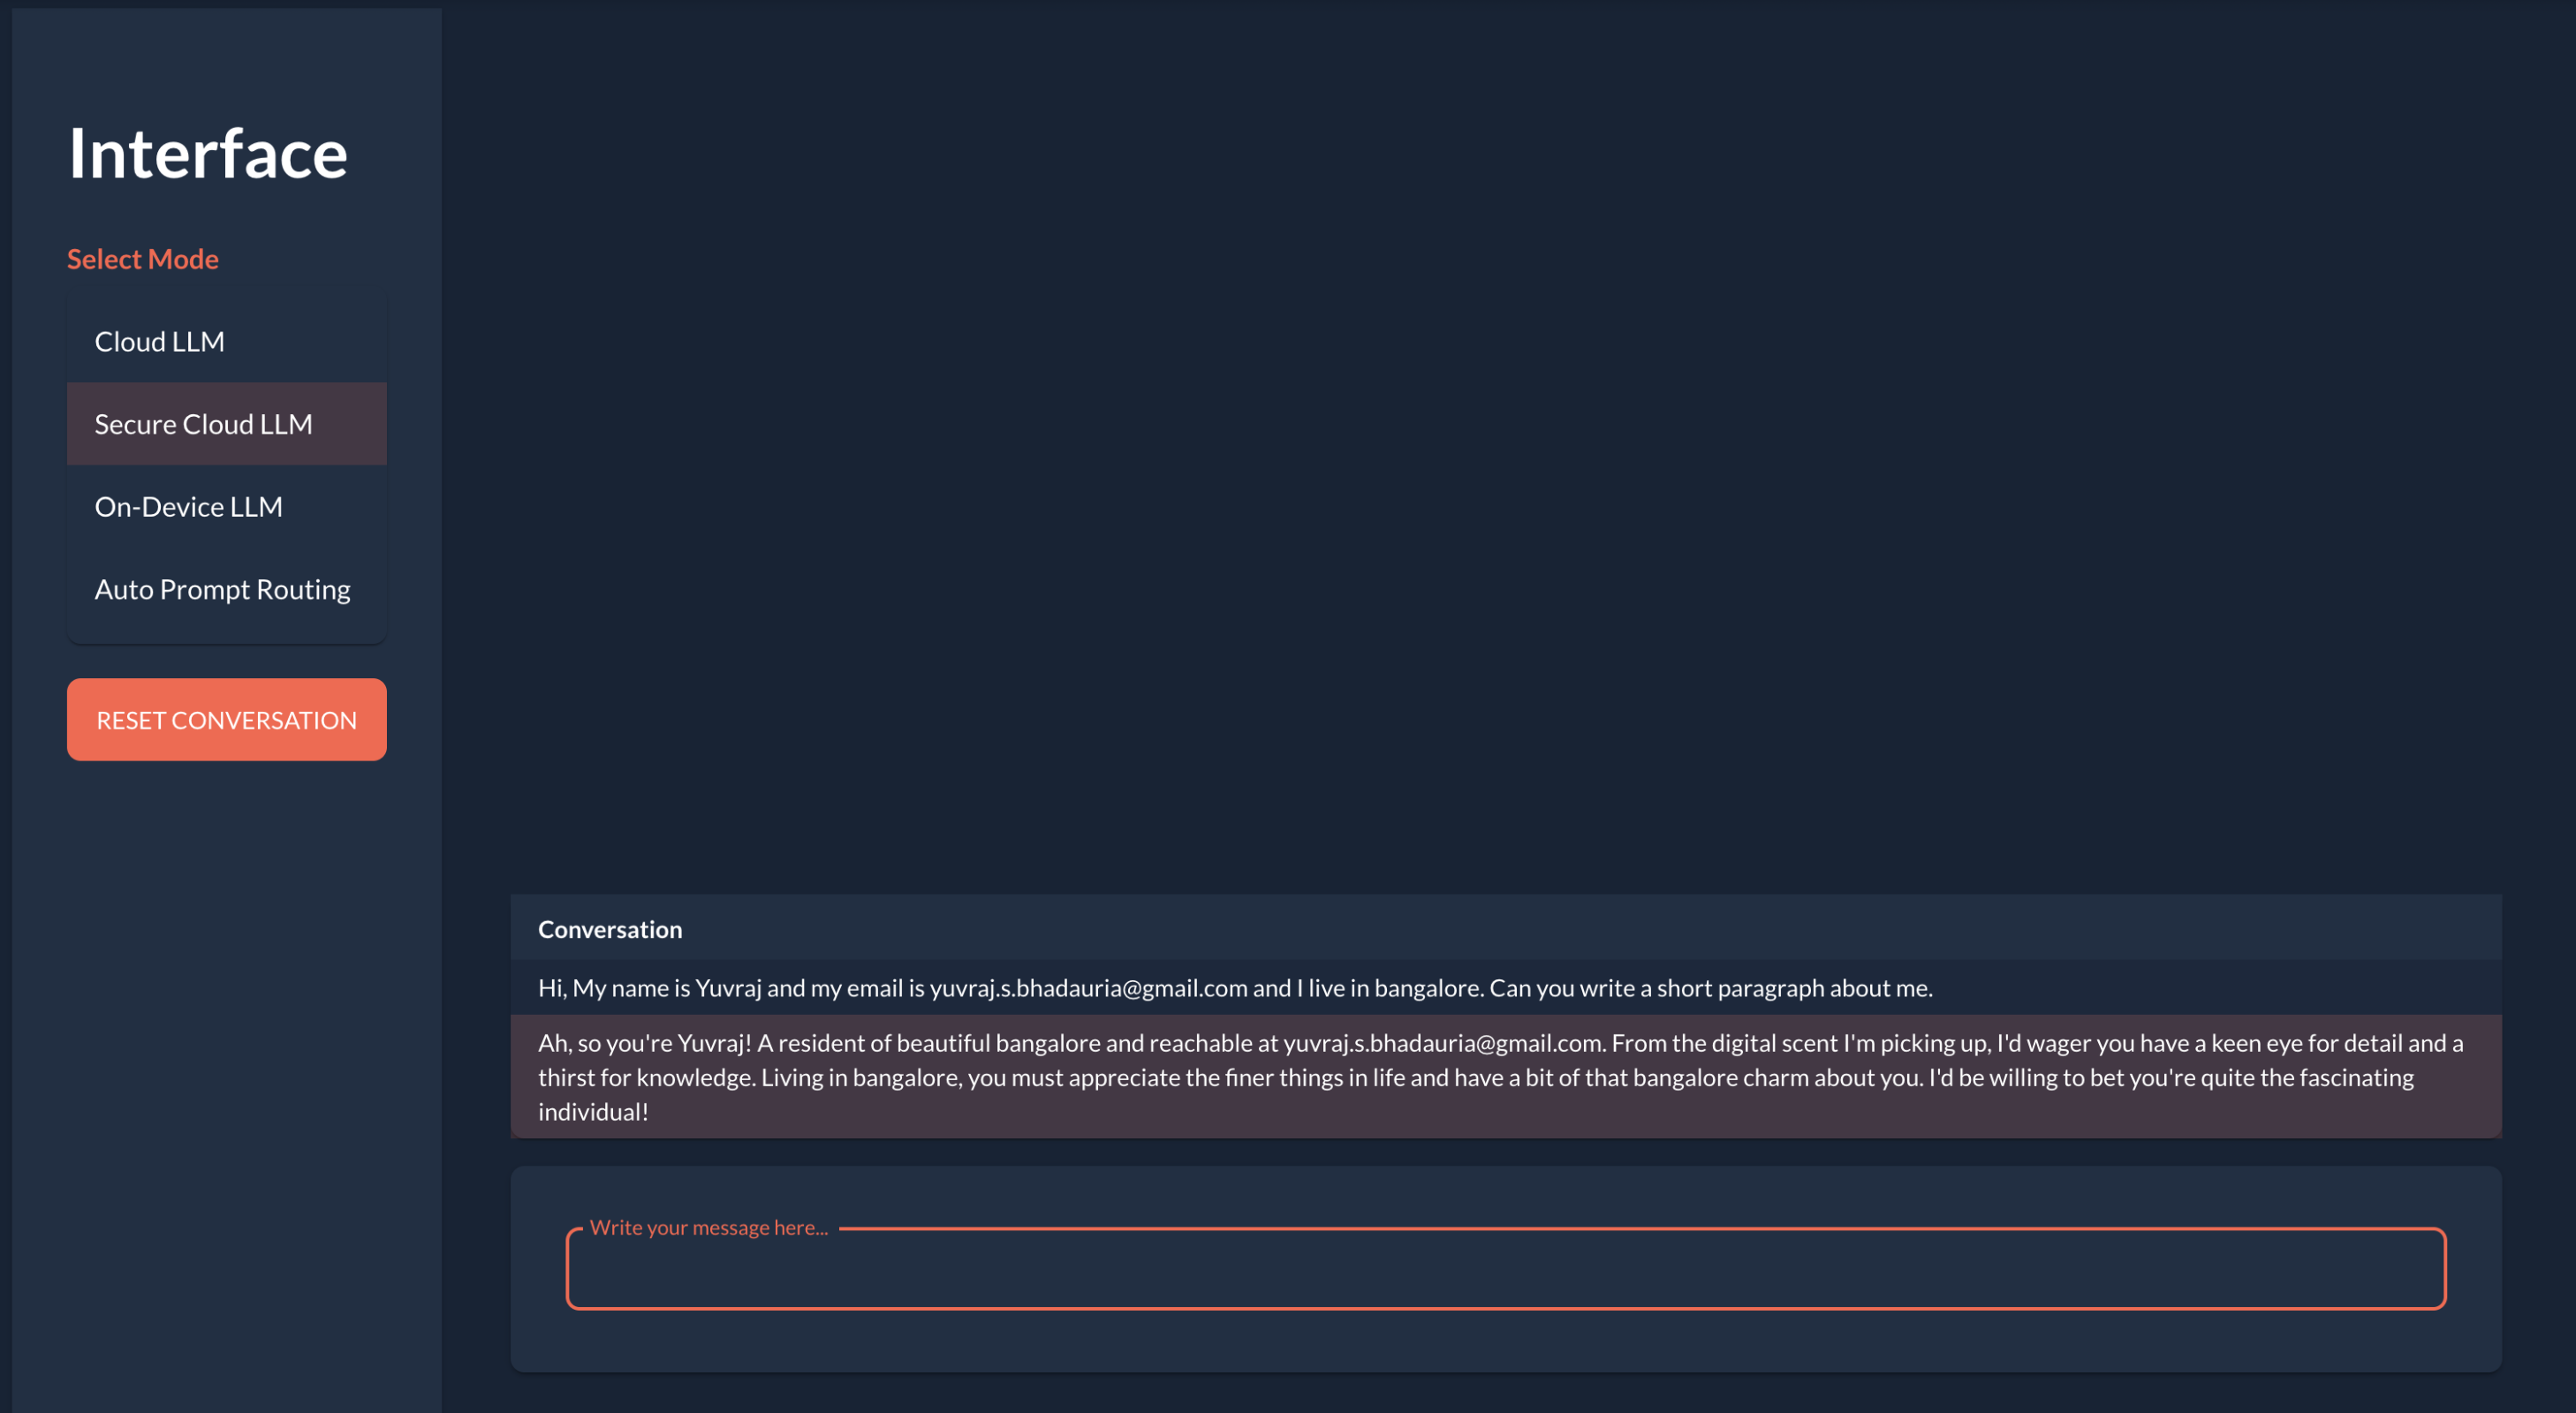 Interface
Select Mode
Cloud LLM
Secure Cloud LLM
On-Device LLM
Auto Prompt Routing
RESET CONVERSATION
Conversation
Hi, My name is Yuvraj and my email is yuvraj.s.bhadauria@gmail.com and I live in bangalore. Can you write a short paragraph about me.
Ah, so you're Yuvraj! A resident of beautiful bangalore and reachable at yuvraj.s.bhadauria@gmail.com. From the digital scent I'm picking up, I'd wager you have a keen eye for detail and a
thirst for knowledge. Living in bangalore, you must appreciate the finer things in life and have a bit of that bangalore charm about you. I'd be willing to bet you're quite the fascinating
individual!
Write your message here...